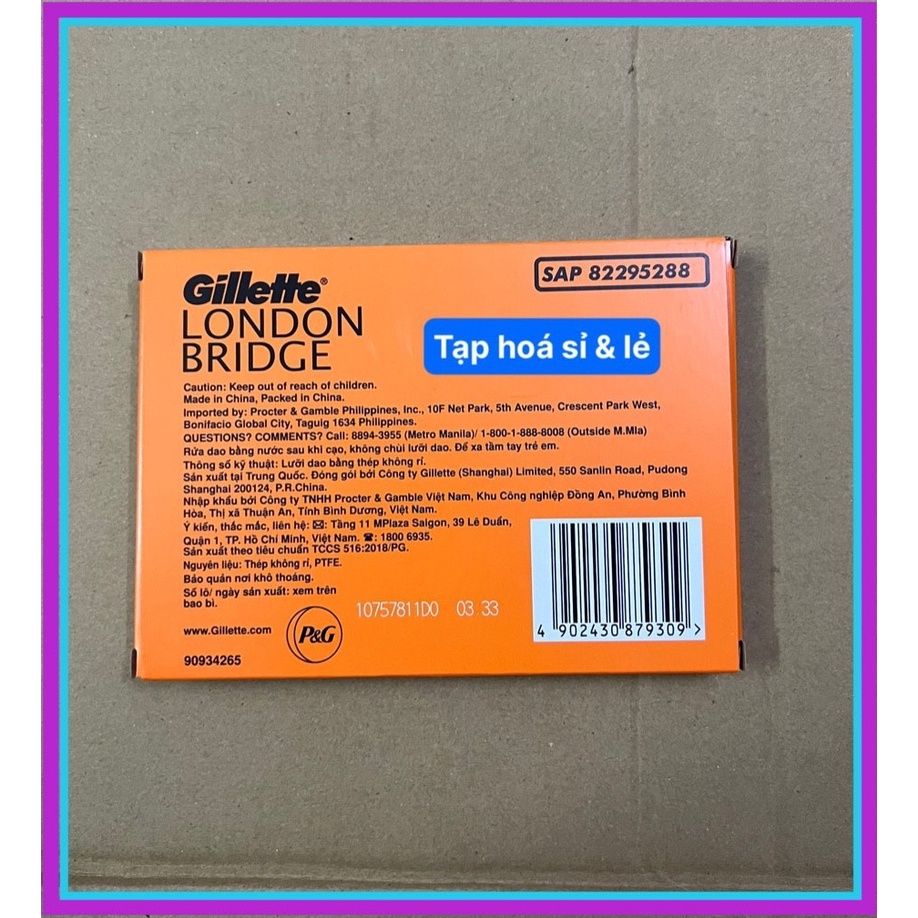 Gillette®
LONDON
BRIDGE
SAP 82295288
Tạp hoá sỉ & lẻ
Caution: Keep out of reach of children.
Made in China, Packed in China.
Imported by: Procter & Gamble Philippines, Inc., 10F Net Park, 5th Avenue, Crescent Park West,
Bonifacio Global City, Taguig 1634 Philippines.
QUESTIONS? COMMENTS? Call: 8894-3955 (Metro Manila)/ 1-800-1-888-8008 (Outside M.Mla)
Rửa dao bằng nước sau khi cạo, không chùi lưỡi dao. Để xa tầm tay trẻ em.
Thông số kỹ thuật: Lưỡi dao bằng thép không rỉ.
Sản xuất tại Trung Quốc. Đóng gói bởi Công ty Gillette (Shanghai) Limited, 550 Sanlin Road, Pudong
Shanghai 200124, P.R.China.
Nhập khẩu bởi Công ty TNHH Procter & Gamble Việt Nam, Khu Công nghiệp Đồng An, Phường Bình
Hòa, Thị xã Thuận An, Tỉnh Bình Dương, Việt Nam.
Ý kiến, thắc mắc, liên hệ: ✉: Tầng 11 MPlaza Saigon, 39 Lê Duẩn,
Quận 1, TP. Hồ Chí Minh, Việt Nam. ☎: 1800 6935.
Sản xuất theo tiêu chuẩn TCCS 516:2018/PG.
Nguyên liệu: Thép không rỉ, PTFE.
Bảo quản nơi khô thoáng.
Số lô/ ngày sản xuất: xem trên
bao bì.
10757811D0 03 33
www.Gillette.com
P&G
90934265
4 902430 879309 >